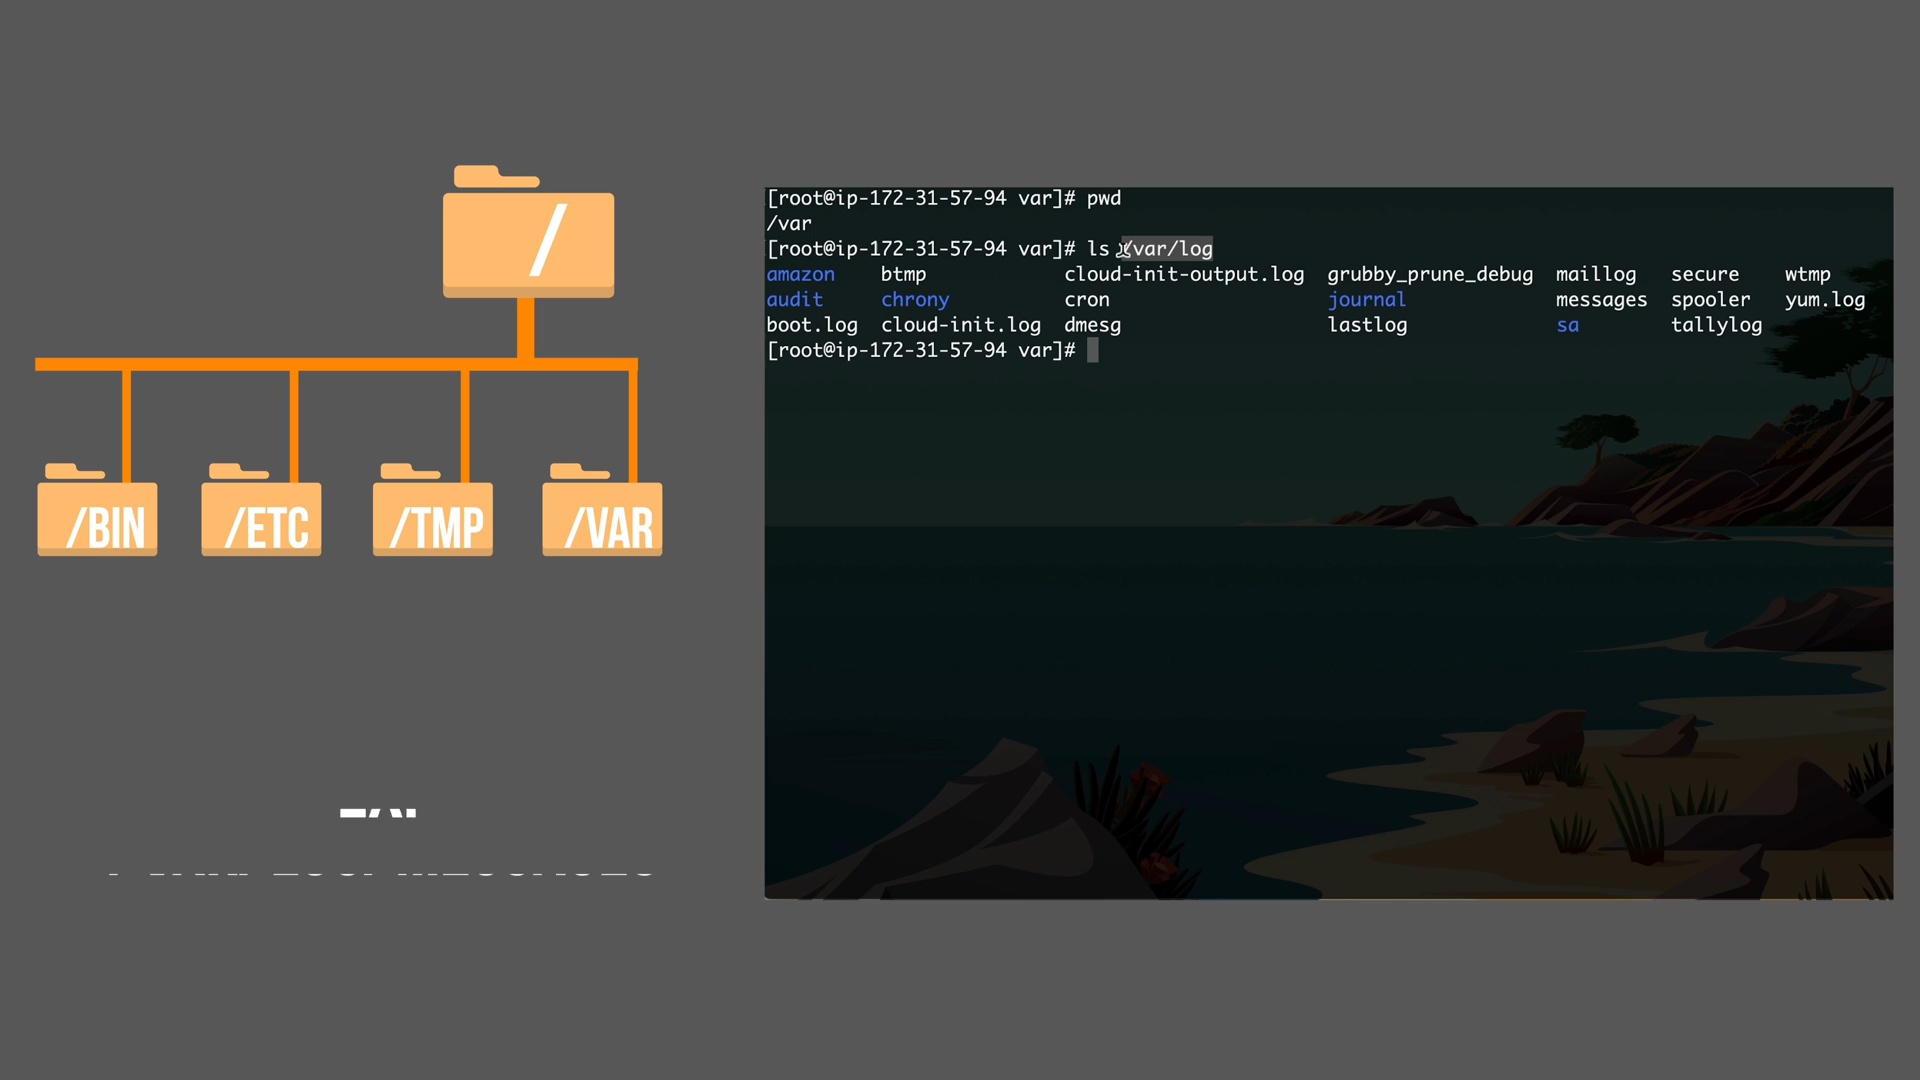 /
/BIN
/ETC
/TMP
/VAR
[root@ip-172-31-57-94 var]# pwd
/var
[root@ip-172-31-57-94 var]# ls /var/log
amazon btmp cloud-init-output.log grubby_prune_debug maillog secure wtmp
audit chrony cron journal messages spooler yum.log
boot.log cloud-init.log dmesg lastlog sa tallylog
[root@ip-172-31-57-94 var]#